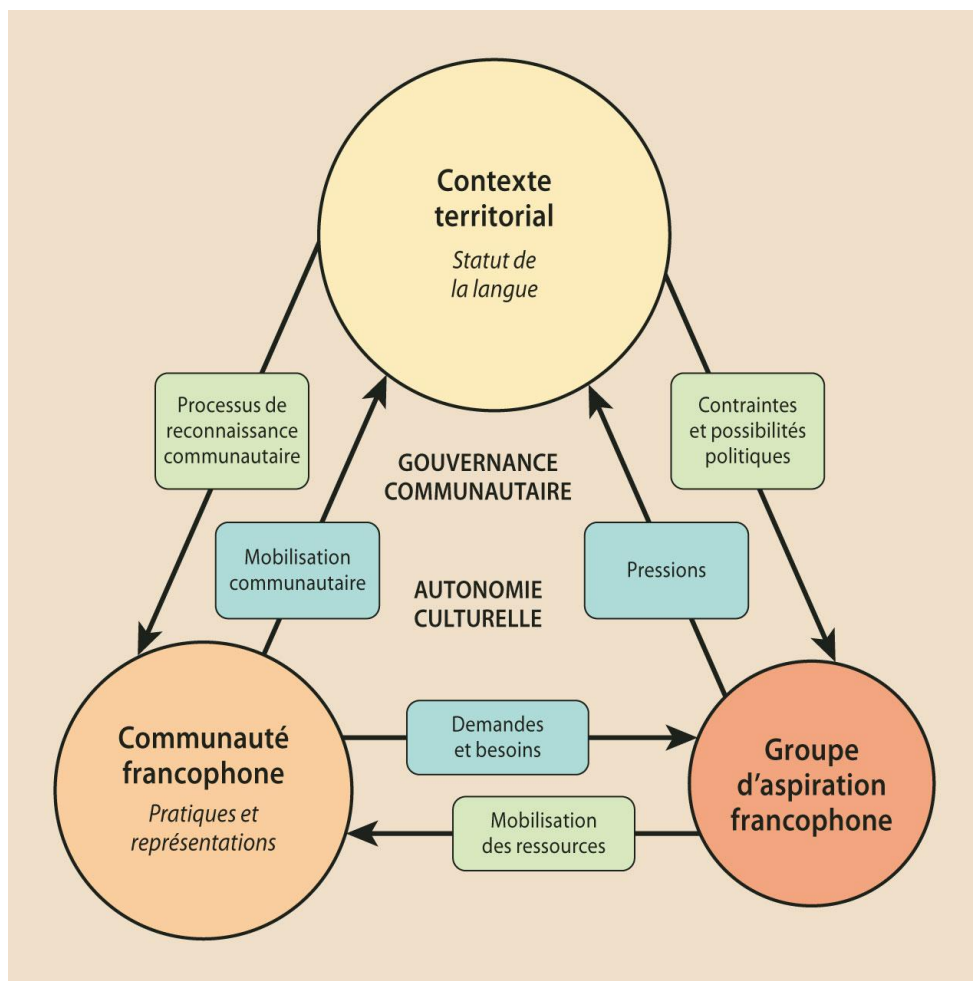 Contexte
territorial
Statut de
la langue
Processus de
reconnaissance
communautaire
Contraintes
et possibilités
politiques
GOUVERNANCE
COMMUNAUTAIRE
Mobilisation
communautaire
Pressions
AUTONOMIE
CULTURELLE
Communauté
francophone
Pratiques et
représentations
Demandes
et besoins
Mobilisation
des ressources
Groupe
d’aspiration
francophone